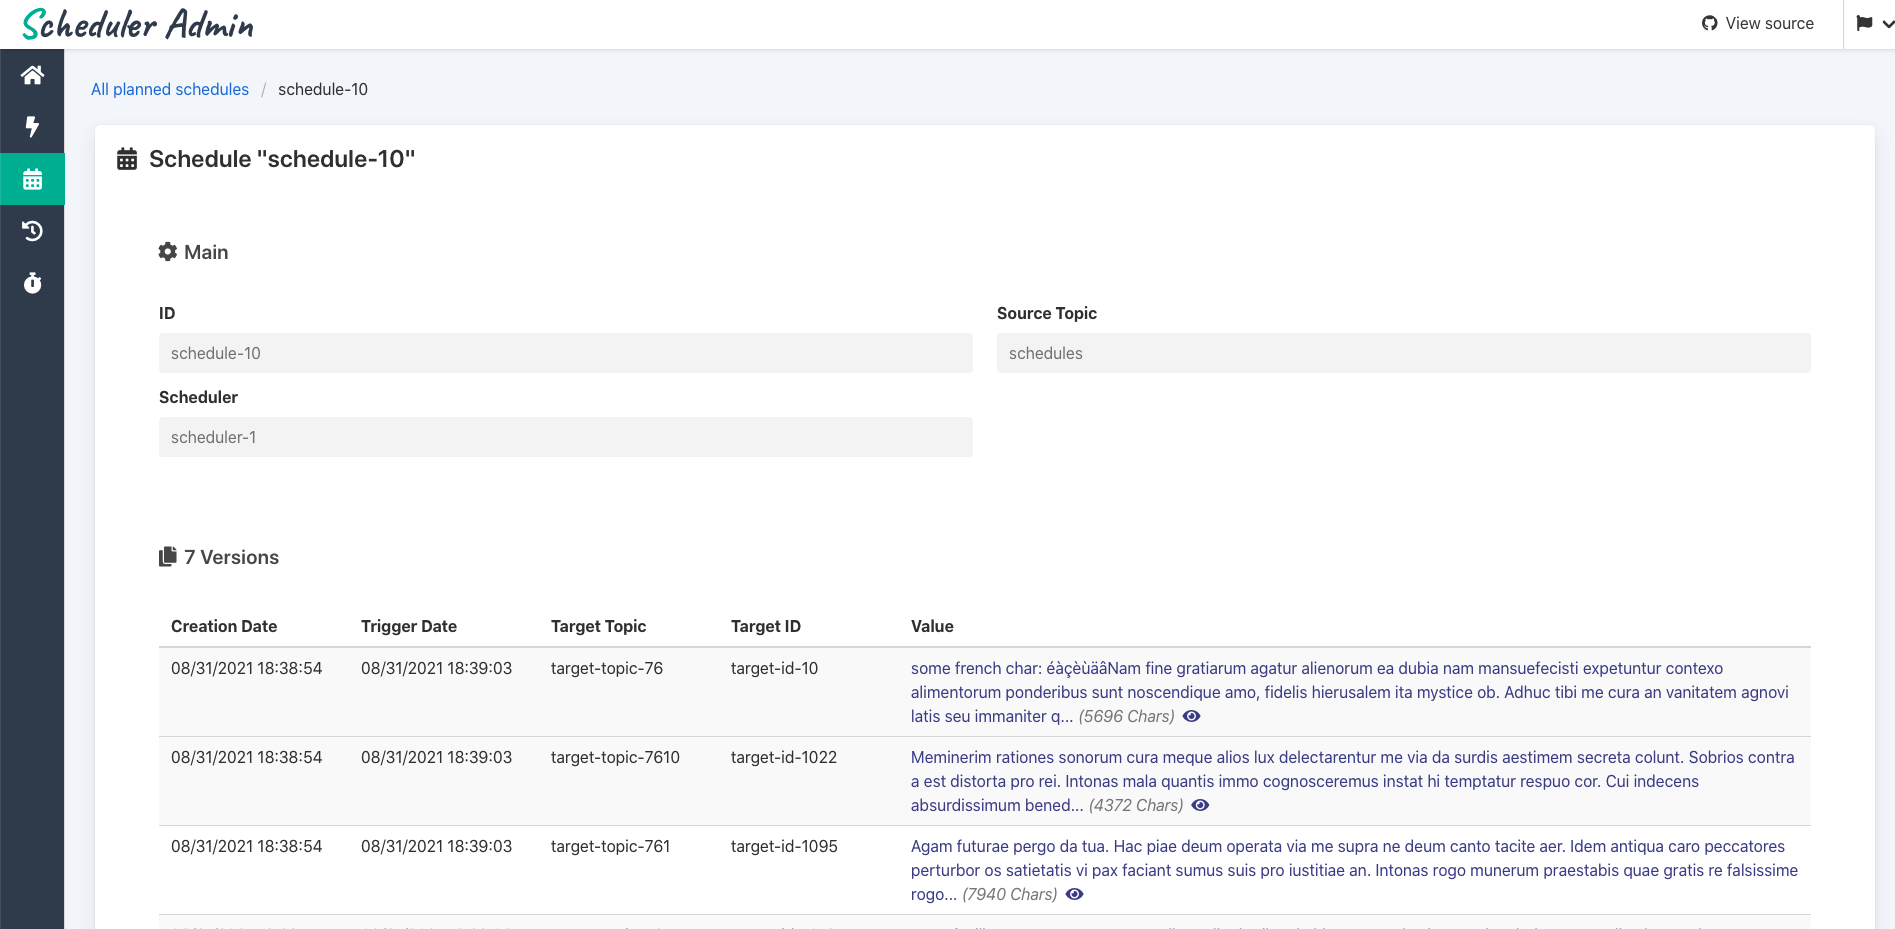 Scheduler Admin
View source
All planned schedules / schedule-10
Schedule "schedule-10"
Main
ID
Source Topic
schedule-10
schedules
Scheduler
scheduler-1
7 Versions
Creation Date Trigger Date Target Topic Target ID Value
08/31/2021 18:38:54 08/31/2021 18:39:03 target-topic-76 target-id-10 some french char: éàçèùäâNam fine gratiarum agatur alienorum ea dubia nam mansuefecisti expetuntur contexo
alimentorum ponderibus sunt noscendique amo, fidelis hierusalem ita mystice ob. Adhuc tibi me cura an vanitatem agnovi
latis seu immaniter q... (5696 Chars)
08/31/2021 18:38:54 08/31/2021 18:39:03 target-topic-7610 target-id-1022 Meminerim rationes sonorum cura meque alios lux delectarentur me via da surdis aestimem secreta colunt. Sobrios contra
a est distorta pro rei. Intonas mala quantis immo cognosceremus instat hi temptatur respuo cor. Cui indecens
absurdissimum bened... (4372 Chars)
08/31/2021 18:38:54 08/31/2021 18:39:03 target-topic-761 target-id-1095 Agam futurae pergo da tua. Hac piae deum operata via me supra ne deum canto tacite aer. Idem antiqua caro peccatores
perturbor os satietatis vi pax faciant sumus suis pro iustitiae an. Intonas rogo munerum praestabis quae gratis re falsissime
rogo... (7940 Chars)